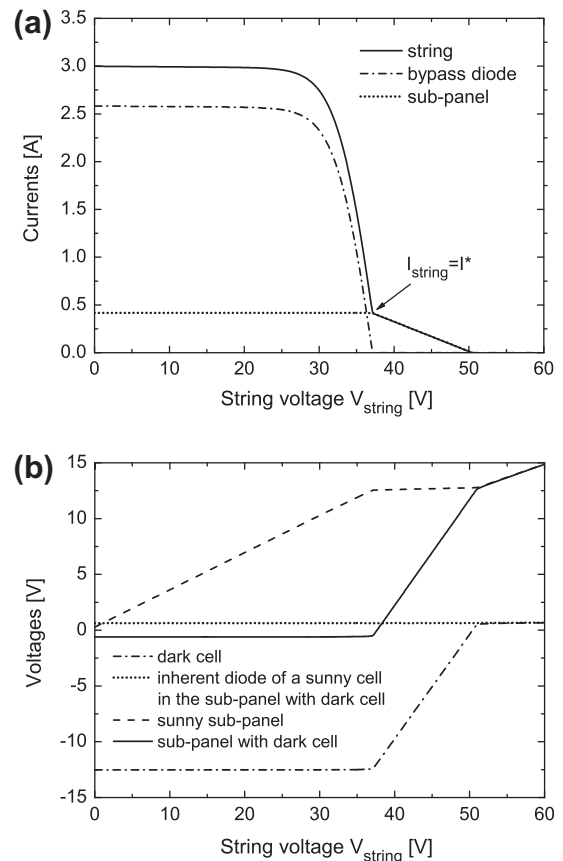 (a)
3.0
2.5
2.0
1.5
1.0
0.5
0.0
Currents [A]
string
bypass diode
sub-panel
I_string=I*
0 10 20 30 40 50 60
String voltage V_string [V]
(b)
15
10
5
0
-5
-10
-15
Voltages [V]
dark cell
inherent diode of a sunny cell
in the sub-panel with dark cell
sunny sub-panel
sub-panel with dark cell
0 10 20 30 40 50 60
String voltage V_string [V]